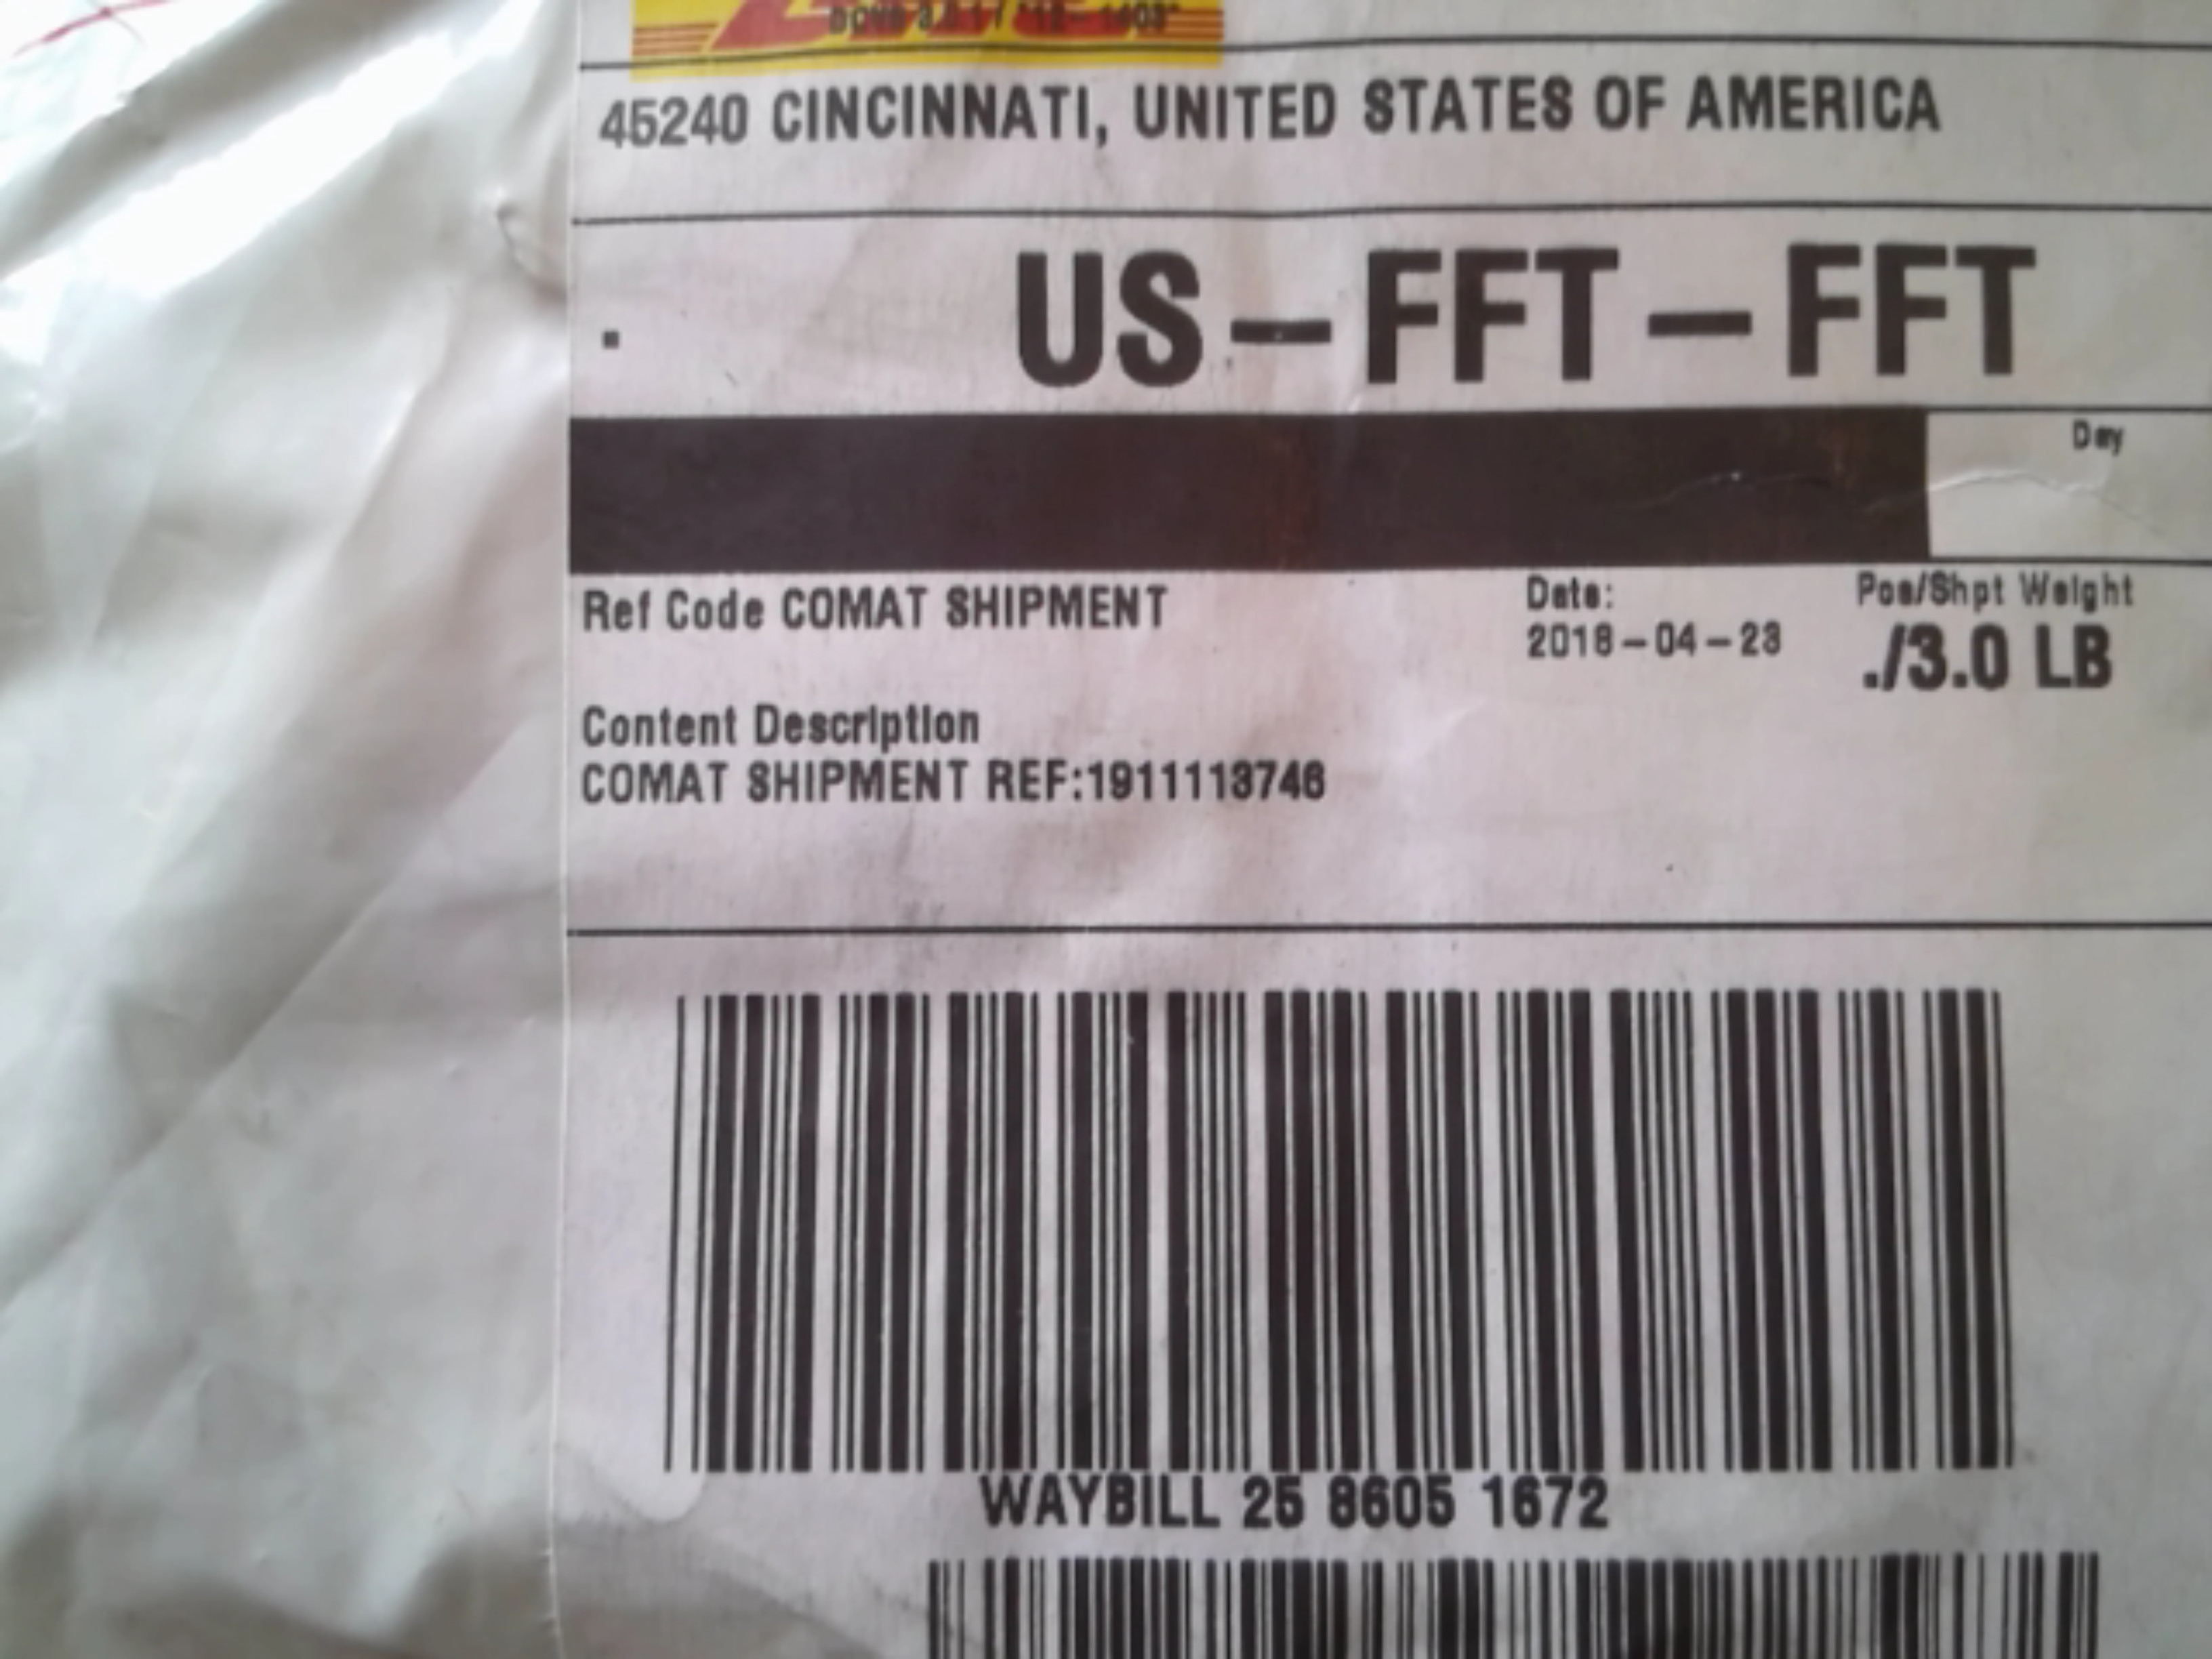 45240 CINCINNATI, UNITED STATES OF AMERICA
. US-FFT-FFT
Day
Ref Code COMAT SHIPMENT
Date:
2018-04-23
Pce/Shpt Weight
./3.0 LB
Content Description
COMAT SHIPMENT REF:1911113746
WAYBILL 25 8605 1672